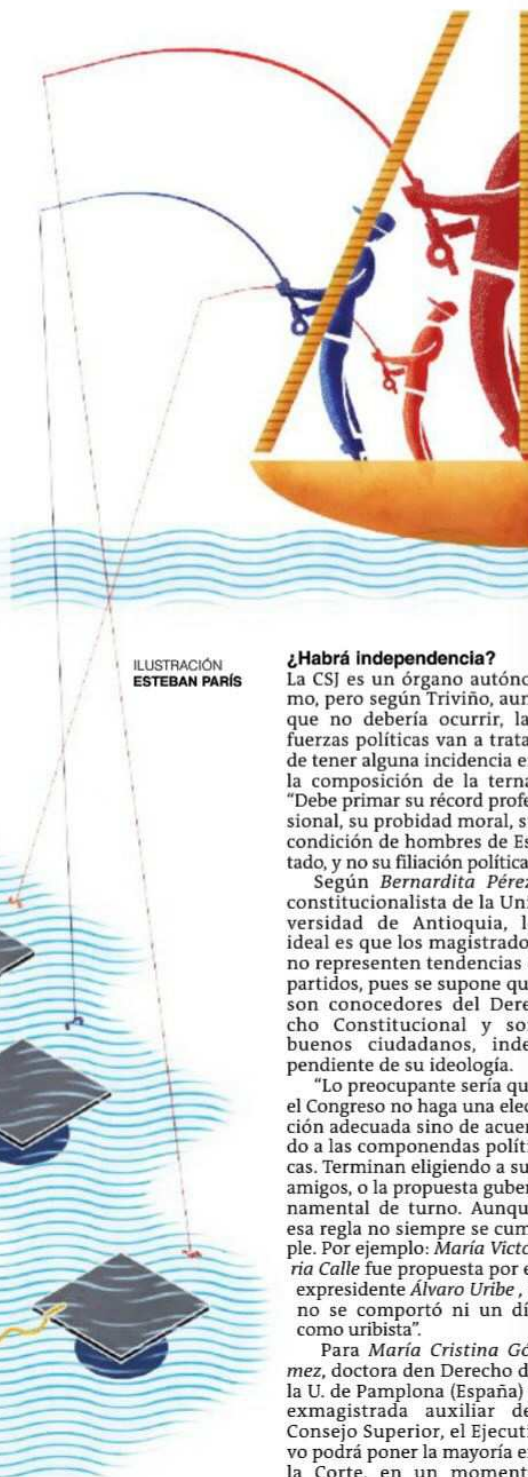 ILUSTRACIÓN
ESTEBAN PARÍS
¿Habrá independencia?
La CSJ es un órgano autóno
mo, pero según Triviño, aun
que no debería ocurrir, la
fuerzas políticas van a trata
de tener alguna incidencia e
la composición de la terna
“Debe primar su récord profe
sional, su probidad moral, s
condición de hombres de Es
tado, y no su filiación política
Según Bernardita Pérez
constitucionalista de la Uni
versidad de Antioquia, l
ideal es que los magistrado
no representen tendencias
partidos, pues se supone qu
son conocedores del Dere
cho Constitucional y so
buenos ciudadanos, inde
pendiente de su ideología.
“Lo preocupante sería qu
el Congreso no haga una elec
ción adecuada sino de acuer
do a las componendas políti
cas. Terminan eligiendo a su
amigos, o la propuesta guber
namental de turno. Aunqu
esa regla no siempre se cum
ple. Por ejemplo: María Victo
ria Calle fue propuesta por e
expresidente Álvaro Uribe ,
no se comportó ni un dí
como uribista”.
Para María Cristina Gó
mez, doctora den Derecho d
la U. de Pamplona (España)
exmagistrada auxiliar de
Consejo Superior, el Ejecuti
vo podrá poner la mayoría e
la Corte, en un moment